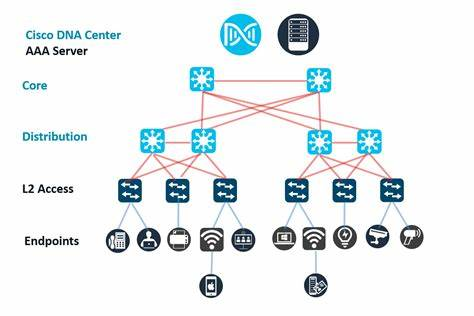 Cisco DNA Center
AAA Server
Core
Distribution
L2 Access
Endpoints